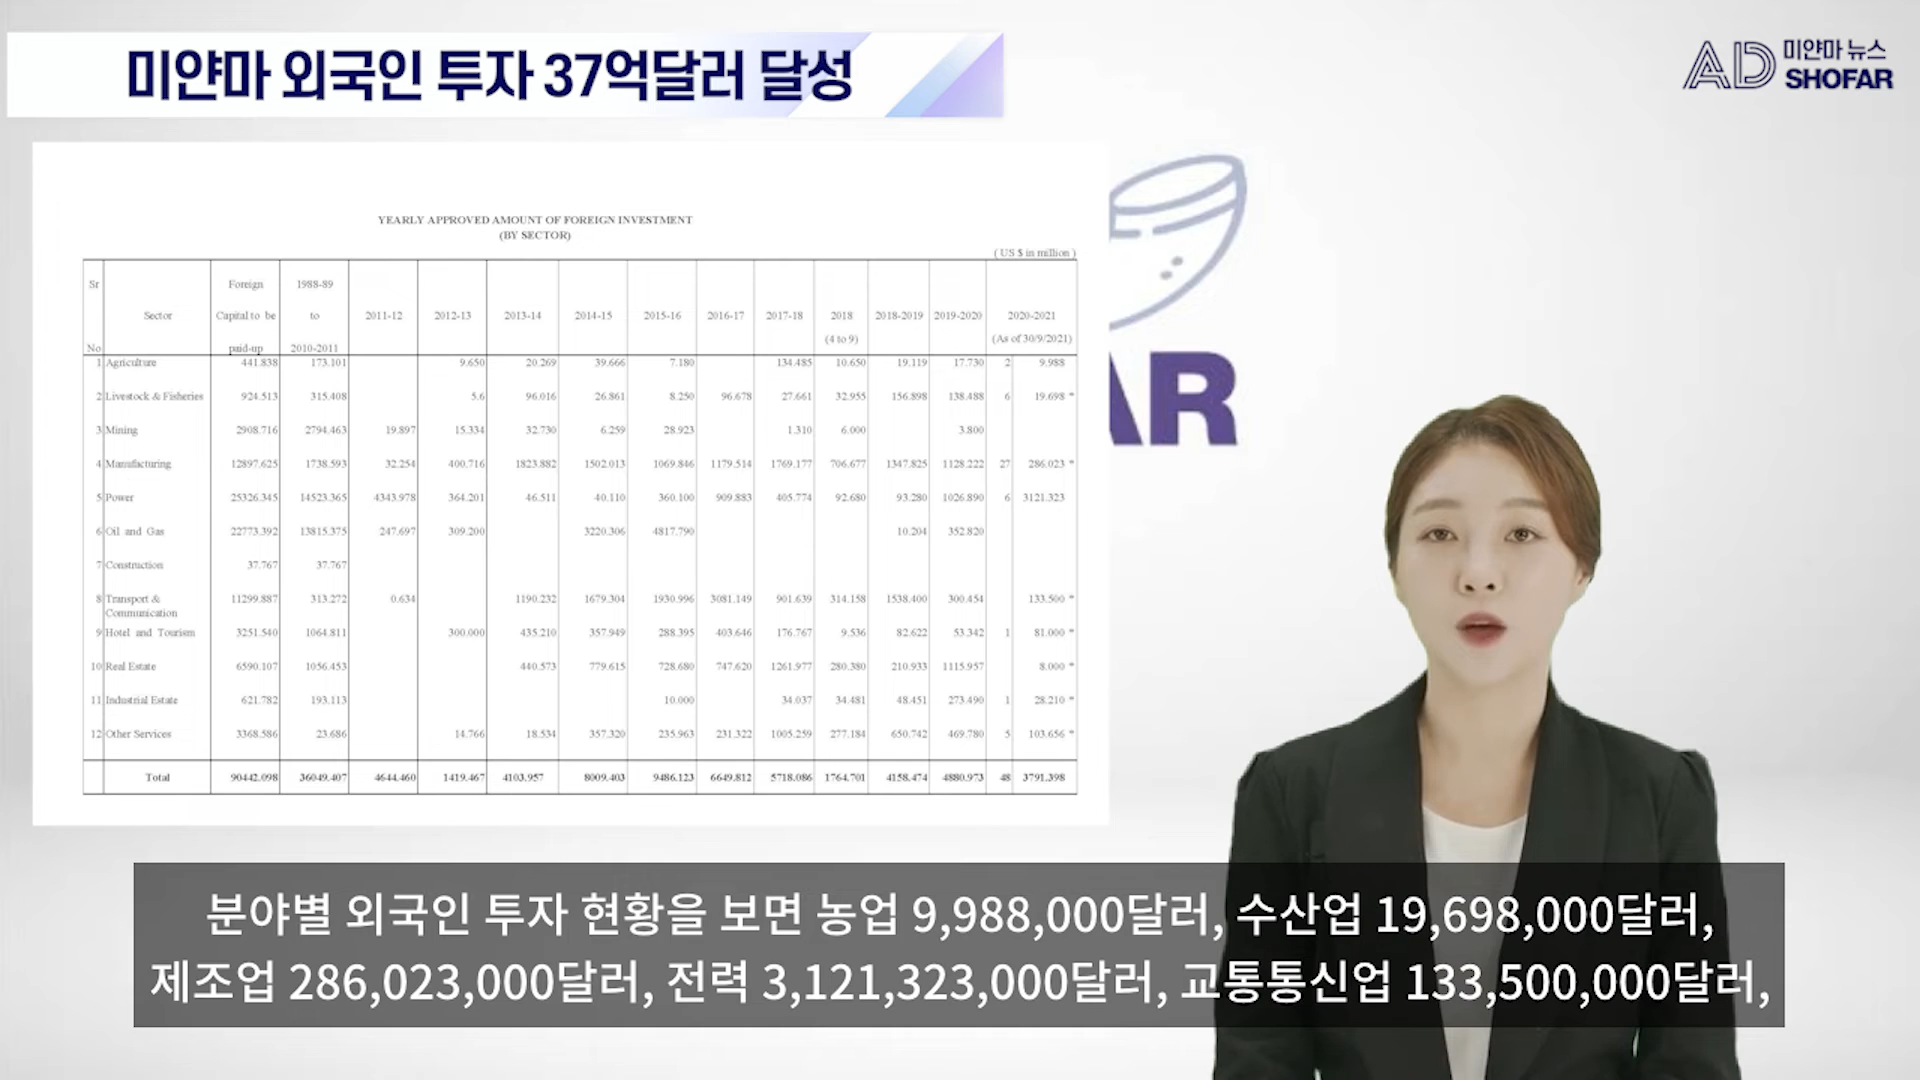 미얀마 외국인 투자 37억달러 달성
AD 미얀마 뉴스
SHOFAR
AR
YEARLY APPROVED AMOUNT OF FOREIGN INVESTMENT
(BY SECTOR)
( US $ in million )
Sr Foreign 1988-89
Sector Capital to be to 2011-12 2012-13 2013-14 2014-15 2015-16 2016-17 2017-18 2018 2018-2019 2019-2020 2020-2021
No paid-up 2010-2011 (4 to 9) (As of 30/9/2021)
1 Agriculture 441.838 173.101 9.650 20.269 39.666 7.180 134.485 10.650 19.119 17.730 2 9.988
2 Livestock & Fisheries 924.513 315.408 5.6 96.016 26.861 8.250 96.678 27.661 32.955 156.898 138.488 6 19.698 *
3 Mining 2908.716 2794.463 19.897 15.334 32.730 6.259 28.923 1.310 6.000 3.800
4 Manufacturing 12897.625 1738.593 32.254 400.716 1823.882 1502.013 1069.846 1179.514 1769.177 706.677 1347.825 1128.222 27 286.023 *
5 Power 25326.345 14523.365 4343.978 364.201 46.511 40.110 360.100 909.883 405.774 92.680 93.280 1026.890 6 3121.323
6 Oil and Gas 22773.392 13815.375 247.697 309.200 3220.306 4817.790 10.204 352.820
7 Construction 37.767 37.767
8 Transport & 11299.887 313.272 0.634 1190.232 1679.304 1930.996 3081.149 901.639 314.158 1538.400 300.454 133.500 *
Communication
9 Hotel and Tourism 3251.540 1064.811 300.000 435.210 357.949 288.395 403.646 176.767 9.536 82.622 53.342 1 81.000 *
10 Real Estate 6590.107 1056.453 440.573 779.615 728.680 747.620 1261.977 280.380 210.933 1115.957 8.000 *
11 Industrial Estate 621.782 193.113 10.000 34.037 34.481 48.451 273.490 1 28.210 *
12 Other Services 3368.586 23.686 14.766 18.534 357.320 235.963 231.322 1005.259 277.184 650.742 469.780 5 103.656 *
Total 90442.098 36049.407 4644.460 1419.467 4103.957 8009.403 9486.123 6649.812 5718.086 1764.701 4158.474 4880.973 48 3791.398
분야별 외국인 투자 현황을 보면 농업 9,988,000달러, 수산업 19,698,000달러,
제조업 286,023,000달러, 전력 3,121,323,000달러, 교통통신업 133,500,000달러,